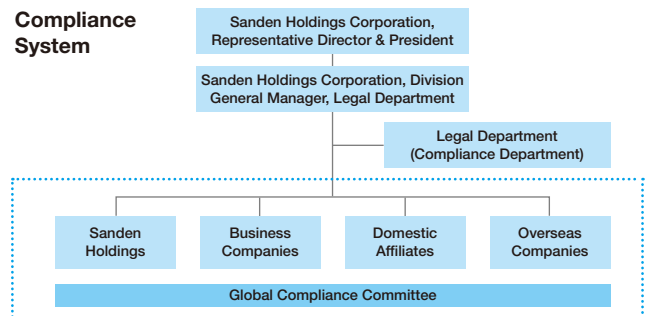 Compliance
System
Sanden Holdings Corporation,
Representative Director & President
Sanden Holdings Corporation, Division
General Manager, Legal Department
Legal Department
(Compliance Department)
Sanden
Holdings
Business
Companies
Domestic
Affiliates
Overseas
Companies
Global Compliance Committee